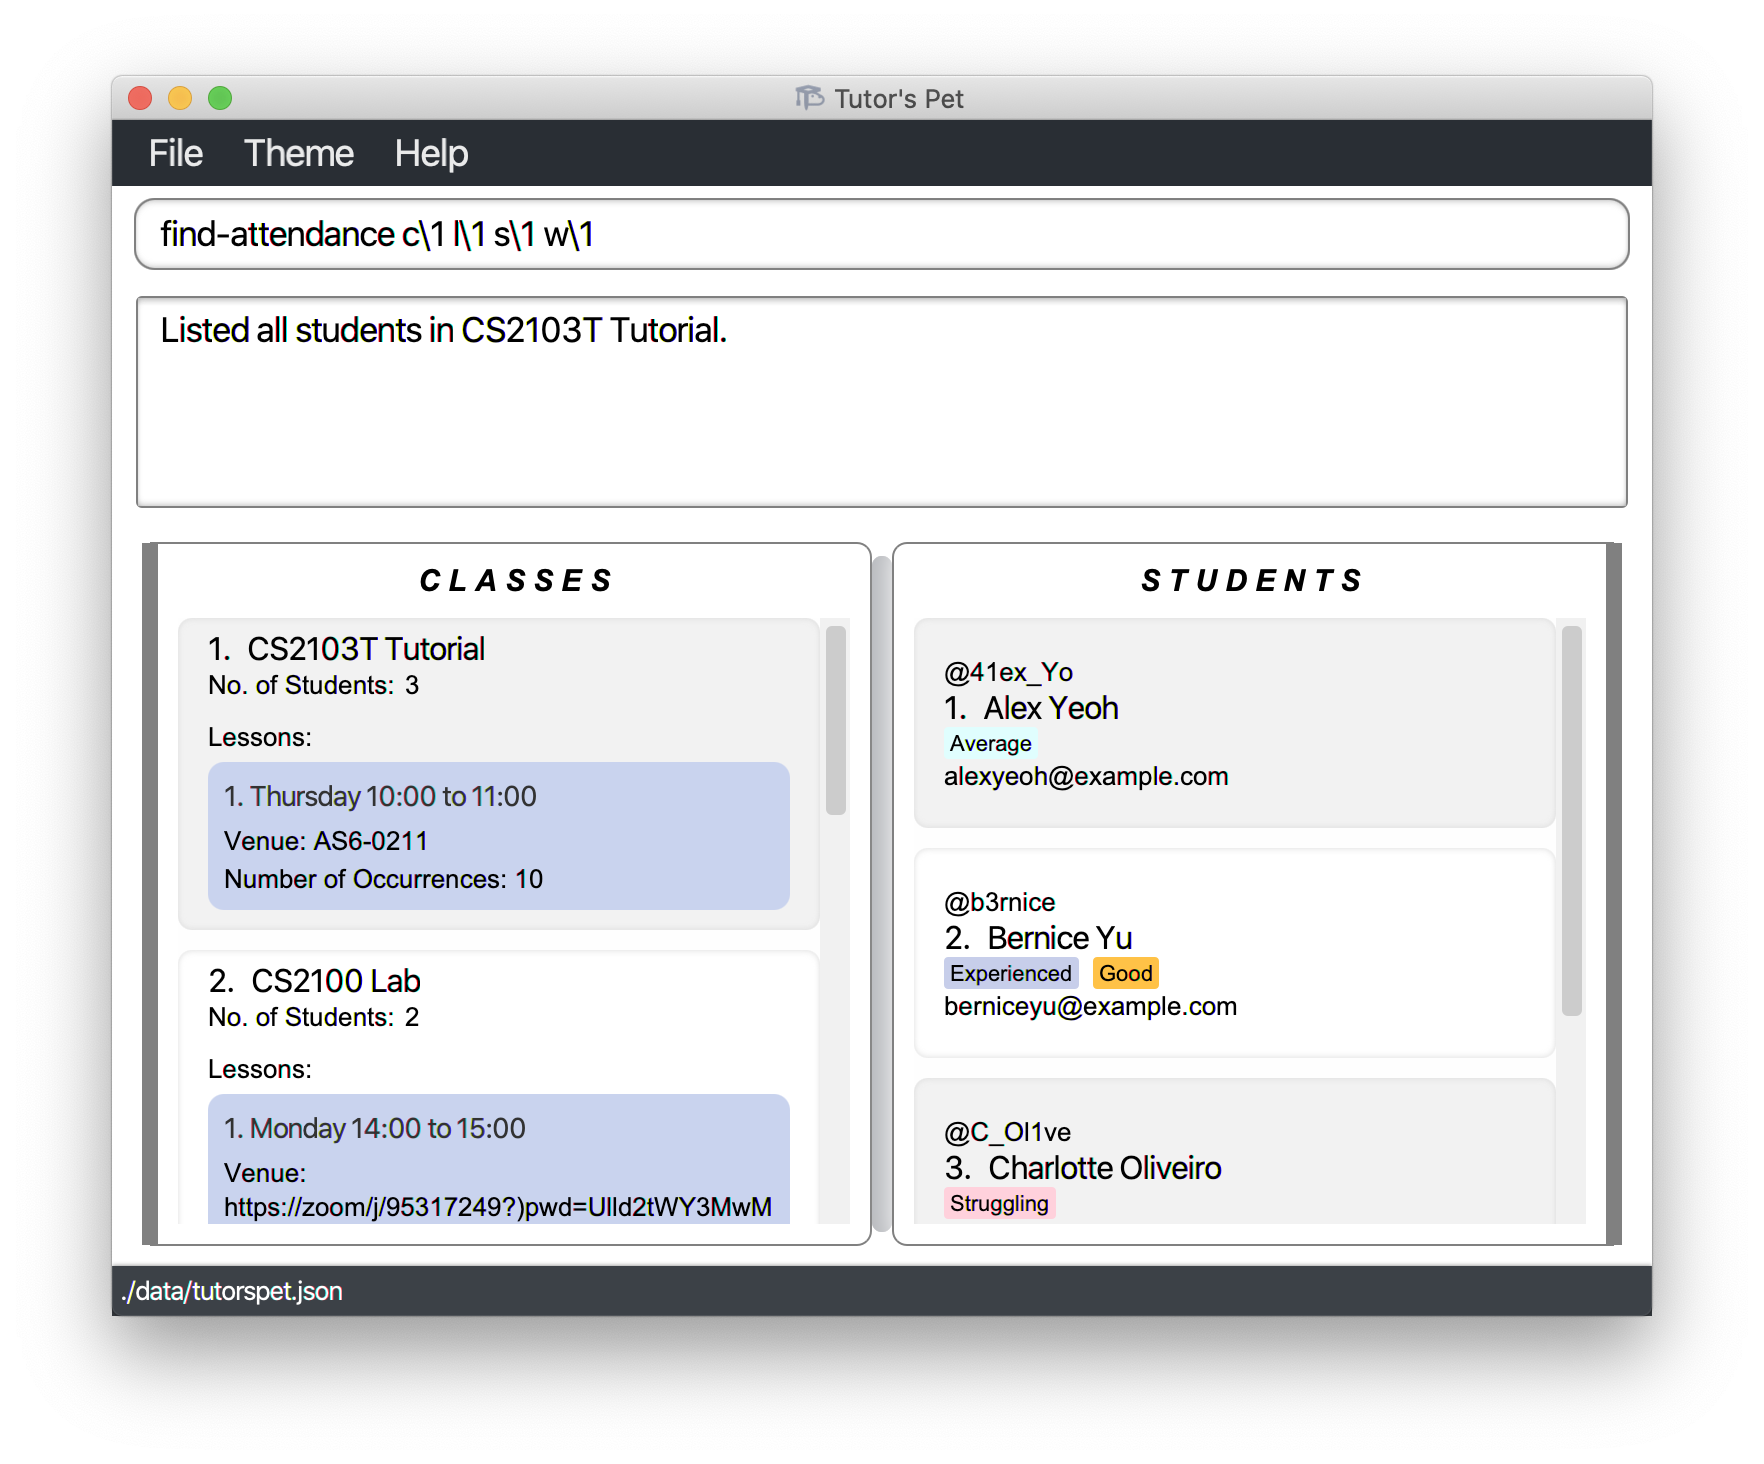 Tutor's Pet
File Theme Help
find-attendance c\1 l\1 s\1 w\1
Listed all students in CS2103T Tutorial.
CLASSES
1. CS2103T Tutorial
No. of Students: 3
Lessons:
1. Thursday 10:00 to 11:00
Venue: AS6-0211
Number of Occurrences: 10
2. CS2100 Lab
No. of Students: 2
Lessons:
1. Monday 14:00 to 15:00
Venue:
https://zoom/j/95317249?)pwd=Ulld2tWY3MwM
STUDENTS
@41ex_Yo
1. Alex Yeoh
Average
alexyeoh@example.com
@b3rnice
2. Bernice Yu
Experienced Good
berniceyu@example.com
@C_Ol1ve
3. Charlotte Oliveiro
Struggling
./data/tutorspet.json